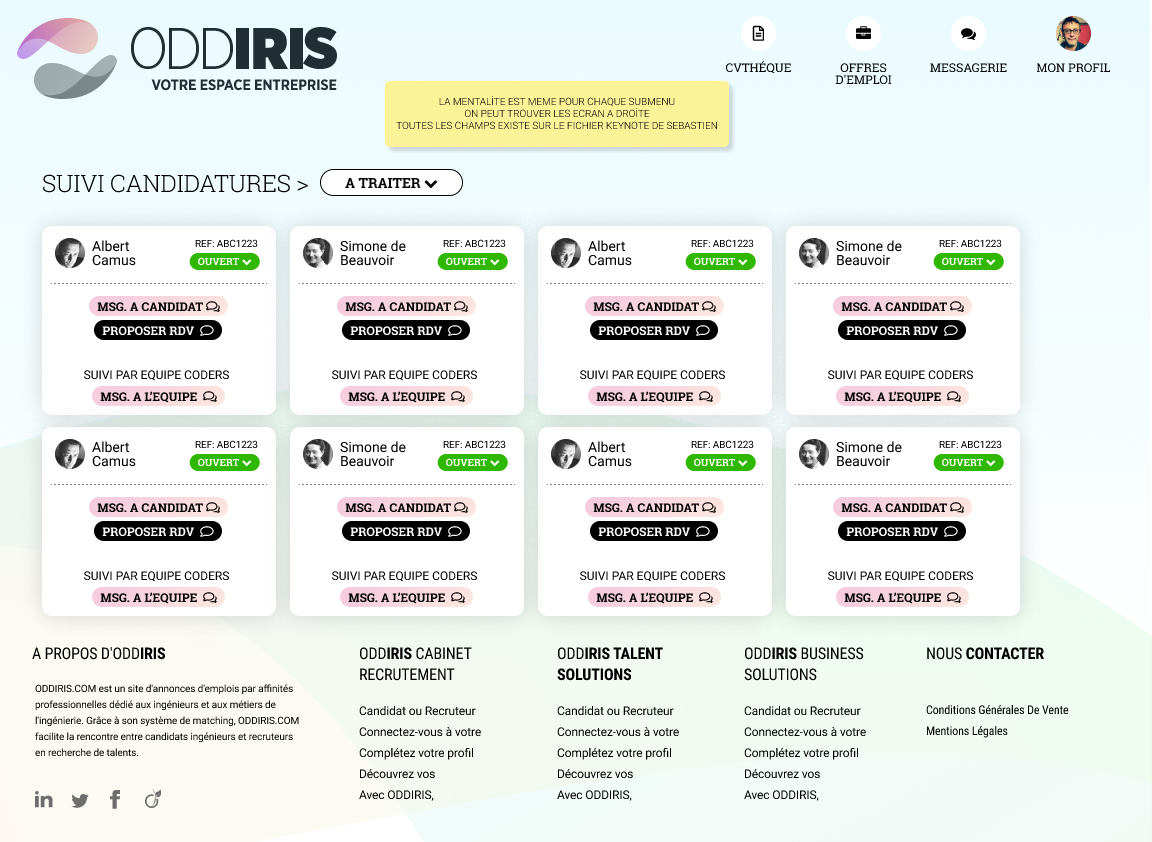 ODDIRIS
VOTRE ESPACE ENTREPRISE
CVTHÉQUE
OFFRES
D'EMPLOI
MESSAGERIE
MON PROFIL
LA MENTALİTE EST MEME POUR CHAQUE SUBMENU
ON PEUT TROUVER LES ECRAN A DROİTE
TOUTES LES CHAMPS EXISTE SUR LE FICHIER KEYNOTE DE SEBASTIEN
SUIVI CANDIDATURES >
A TRAITER
Albert
Camus
REF: ABC1223
OUVERT
MSG. A CANDIDAT
PROPOSER RDV
SUIVI PAR EQUIPE CODERS
MSG. A L’EQUIPE
Simone de
Beauvoir
REF: ABC1223
OUVERT
MSG. A CANDIDAT
PROPOSER RDV
SUIVI PAR EQUIPE CODERS
MSG. A L’EQUIPE
Albert
Camus
REF: ABC1223
OUVERT
MSG. A CANDIDAT
PROPOSER RDV
SUIVI PAR EQUIPE CODERS
MSG. A L’EQUIPE
Simone de
Beauvoir
REF: ABC1223
OUVERT
MSG. A CANDIDAT
PROPOSER RDV
SUIVI PAR EQUIPE CODERS
MSG. A L’EQUIPE
Albert
Camus
REF: ABC1223
OUVERT
MSG. A CANDIDAT
PROPOSER RDV
SUIVI PAR EQUIPE CODERS
MSG. A L’EQUIPE
Simone de
Beauvoir
REF: ABC1223
OUVERT
MSG. A CANDIDAT
PROPOSER RDV
SUIVI PAR EQUIPE CODERS
MSG. A L’EQUIPE
Albert
Camus
REF: ABC1223
OUVERT
MSG. A CANDIDAT
PROPOSER RDV
SUIVI PAR EQUIPE CODERS
MSG. A L’EQUIPE
Simone de
Beauvoir
REF: ABC1223
OUVERT
MSG. A CANDIDAT
PROPOSER RDV
SUIVI PAR EQUIPE CODERS
MSG. A L’EQUIPE
A PROPOS D'ODDIRIS
ODDIRIS.COM est un site d'annonces d'emplois par affinités
professionnelles dédié aux ingénieurs et aux métiers de
l'ingénierie. Grâce à son système de matching, ODDIRIS.COM
facilite la rencontre entre candidats ingénieurs et recruteurs
en recherche de talents.
ODDIRIS CABINET
RECRUTEMENT
Candidat ou Recruteur
Connectez-vous à votre
Complétez votre profil
Découvrez vos
Avec ODDIRIS,
ODDIRIS TALENT
SOLUTIONS
Candidat ou Recruteur
Connectez-vous à votre
Complétez votre profil
Découvrez vos
Avec ODDIRIS,
ODDIRIS BUSINESS
SOLUTIONS
Candidat ou Recruteur
Connectez-vous à votre
Complétez votre profil
Découvrez vos
Avec ODDIRIS,
NOUS CONTACTER
Conditions Générales De Vente
Mentions Légales